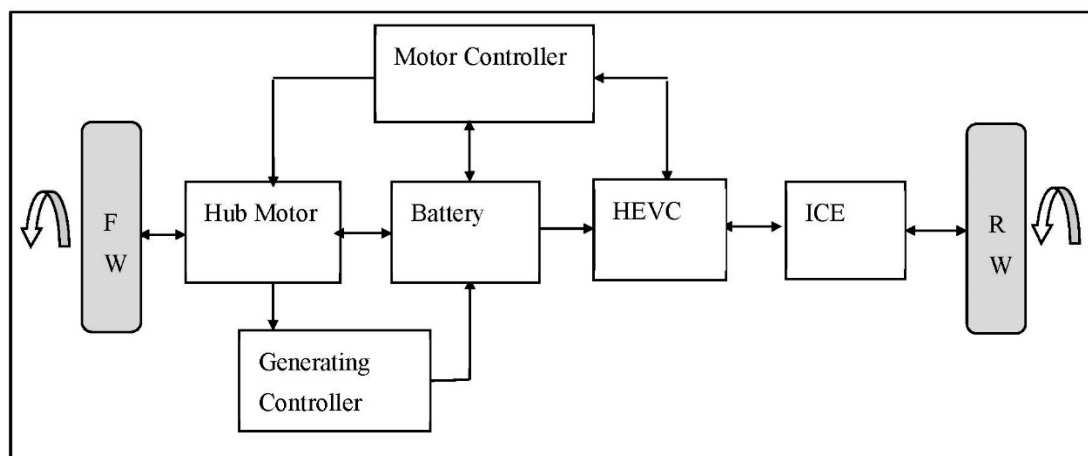 Motor Controller
F
W
Hub Motor
Battery
HEVC
ICE
R
W
Generating
Controller